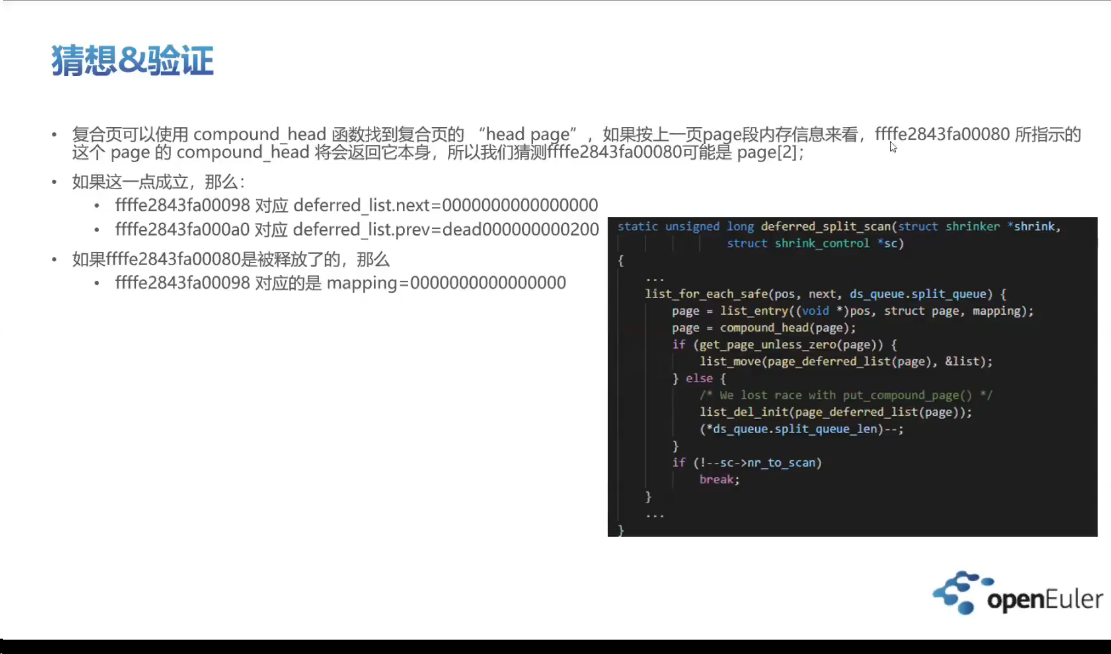 猜想&验证
• 复合页可以使用 compound_head 函数找到复合页的 “head page”，如果按上一页page段内存信息来看，ffffe2843fa00080 所指示的
这个 page 的 compound_head 将会返回它本身，所以我们猜测ffffe2843fa00080可能是 page[2]；
• 如果这一点成立，那么：
• ffffe2843fa00098 对应 deferred_list.next=0000000000000000
• ffffe2843fa000a0 对应 deferred_list.prev=dead000000000200
• 如果ffffe2843fa00080是被释放了的，那么
• ffffe2843fa00098 对应的是 mapping=0000000000000000
static unsigned long deferred_split_scan(struct shrinker *shrink,
struct shrink_control *sc)
{
...
list_for_each_safe(pos, next, ds_queue.split_queue) {
page = list_entry((void *)pos, struct page, mapping);
page = compound_head(page);
if (get_page_unless_zero(page)) {
list_move(page_deferred_list(page), &list);
} else {
/* We lost race with put_compound_page() */
list_del_init(page_deferred_list(page));
(*ds_queue.split_queue_len)--;
}
if (!--sc->nr_to_scan)
break;
}
...
}
openEuler